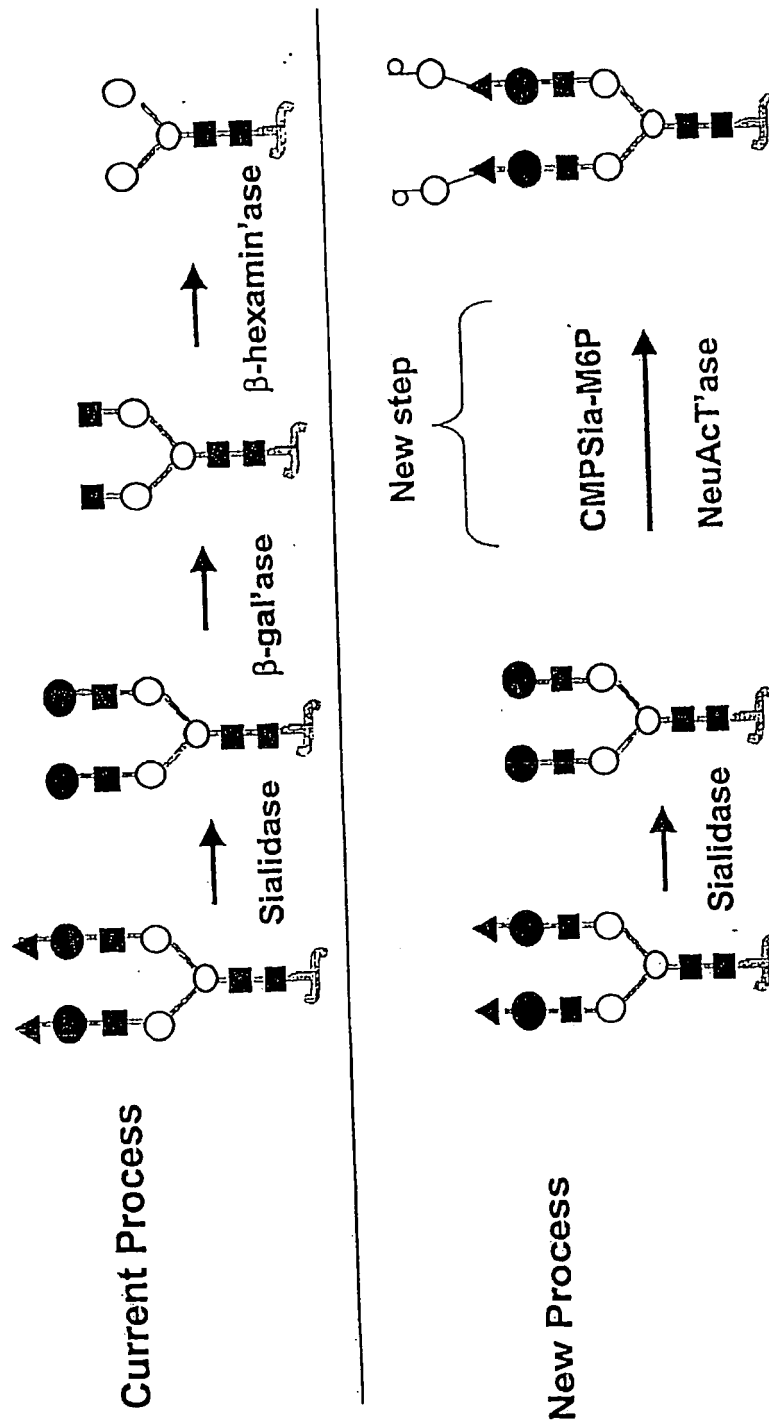 Current Process
Sialidase
β-gal'ase
β-hexamin'ase
New Process
Sialidase
New step
CMPSia-M6P
NeuAcT'ase